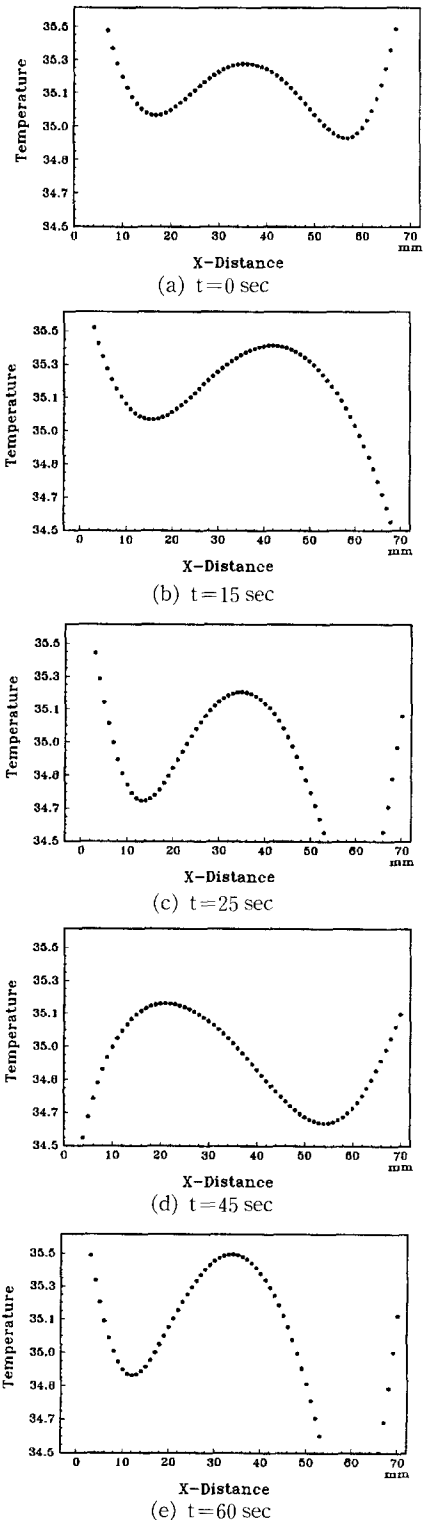 35.5
35.3
35.1
35.0
34.8
34.7
34.5
Temperature
0 10 20 30 40 50 60 70
mm
X-Distance
(a) t=0 sec
35.5
35.3
35.1
35.0
34.8
34.7
34.5
Temperature
0 10 20 30 40 50 60 70
mm
X-Distance
(b) t=15 sec
35.5
35.3
35.1
35.0
34.8
34.7
34.5
Temperature
0 10 20 30 40 50 60 70
mm
X-Distance
(c) t=25 sec
35.5
35.3
35.1
35.0
34.8
34.7
34.5
Temperature
0 10 20 30 40 50 60 70
mm
X-Distance
(d) t=45 sec
35.5
35.3
35.1
35.0
34.8
34.7
34.5
Temperature
0 10 20 30 40 50 60 70
mm
X-Distance
(e) t=60 sec